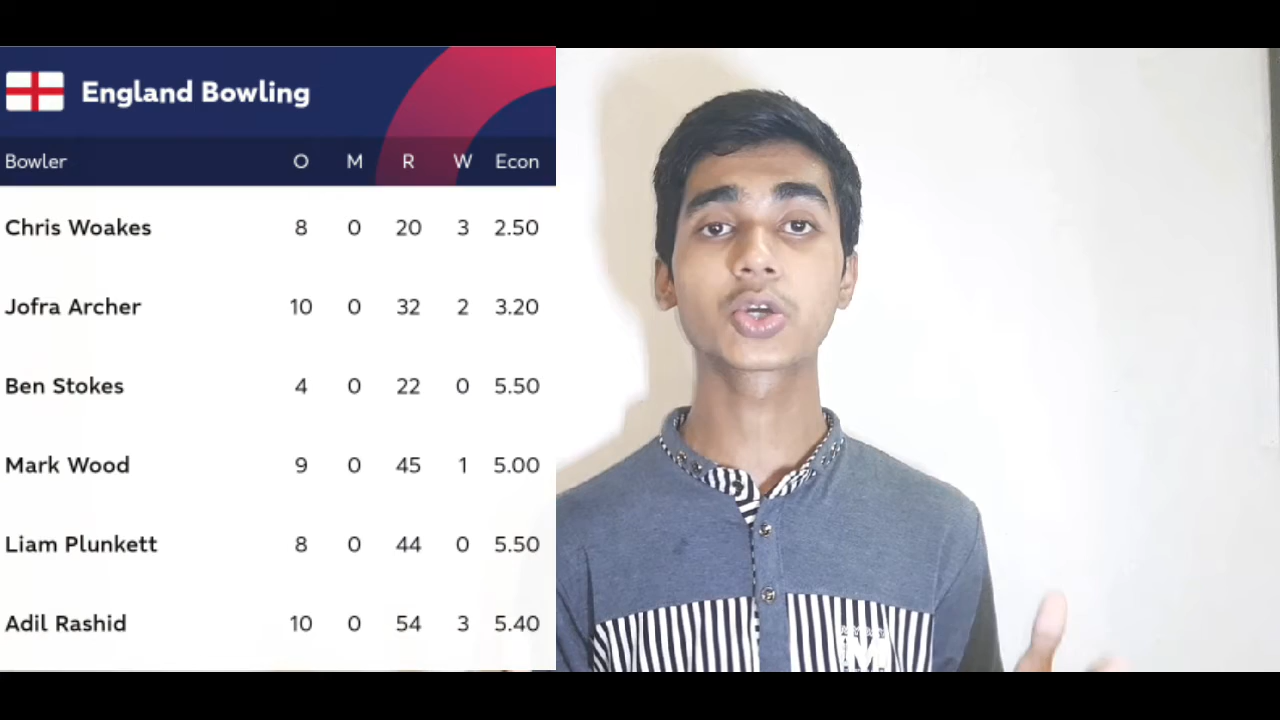 England Bowling
Bowler O M R W Econ
Chris Woakes 8 0 20 3 2.50
Jofra Archer 10 0 32 2 3.20
Ben Stokes 4 0 22 0 5.50
Mark Wood 9 0 45 1 5.00
Liam Plunkett 8 0 44 0 5.50
Adil Rashid 10 0 54 3 5.40
M